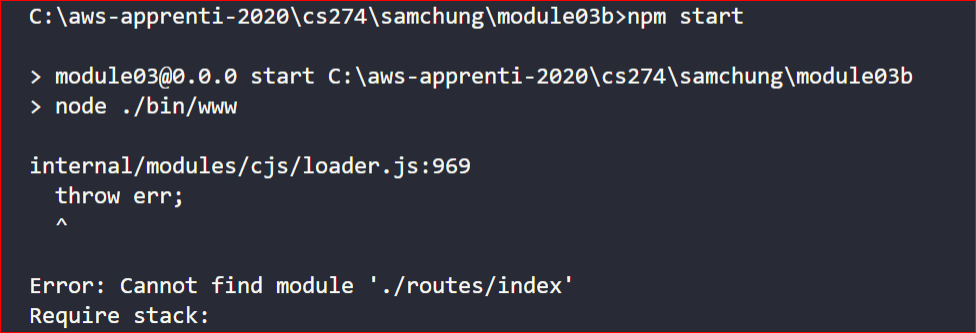 C:\aws-apprenti-2020\cs274\samchung\module03b>npm start
> module03@0.0.0 start C:\aws-apprenti-2020\cs274\samchung\module03b
> node ./bin/www
internal/modules/cjs/loader.js:969
throw err;
^
Error: Cannot find module './routes/index'
Require stack: